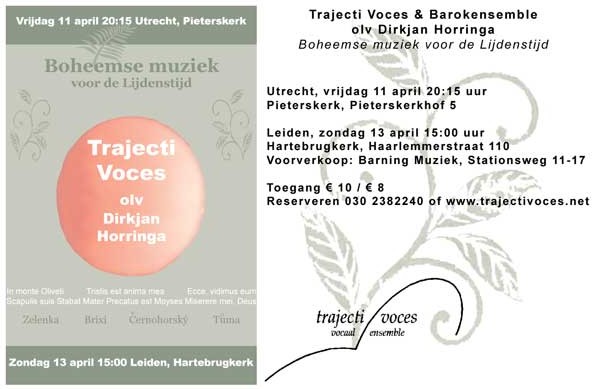 Vrijdag 11 april 20:15 Utrecht, Pieterskerk
Boheemse muziek
voor de Lijdenstijd
Trajecti
Voces
olv
Dirkjan
Horringa
In monte Oliveti Tristis est anima mea Ecce, vidimus eum
Scapulis suis Stabat Mater Precatus est Moyses Miserere mei, Deus
Zelenka Brixi Černohorský Tůma
Zondag 13 april 15:00 Leiden, Hartebrugkerk
Trajecti Voces & Barokensemble
olv Dirkjan Horringa
Boheemse muziek voor de Lijdenstijd
Utrecht, vrijdag 11 april 20:15 uur
Pieterskerk, Pieterskerkhof 5
Leiden, zondag 13 april 15:00 uur
Hartebrugkerk, Haarlemmerstraat 110
Voorverkoop: Barning Muziek, Stationsweg 11-17
Toegang € 10 / € 8
Reserveren 030 2382240 of www.trajectivoces.net
trajecti voces
vocaal ensemble